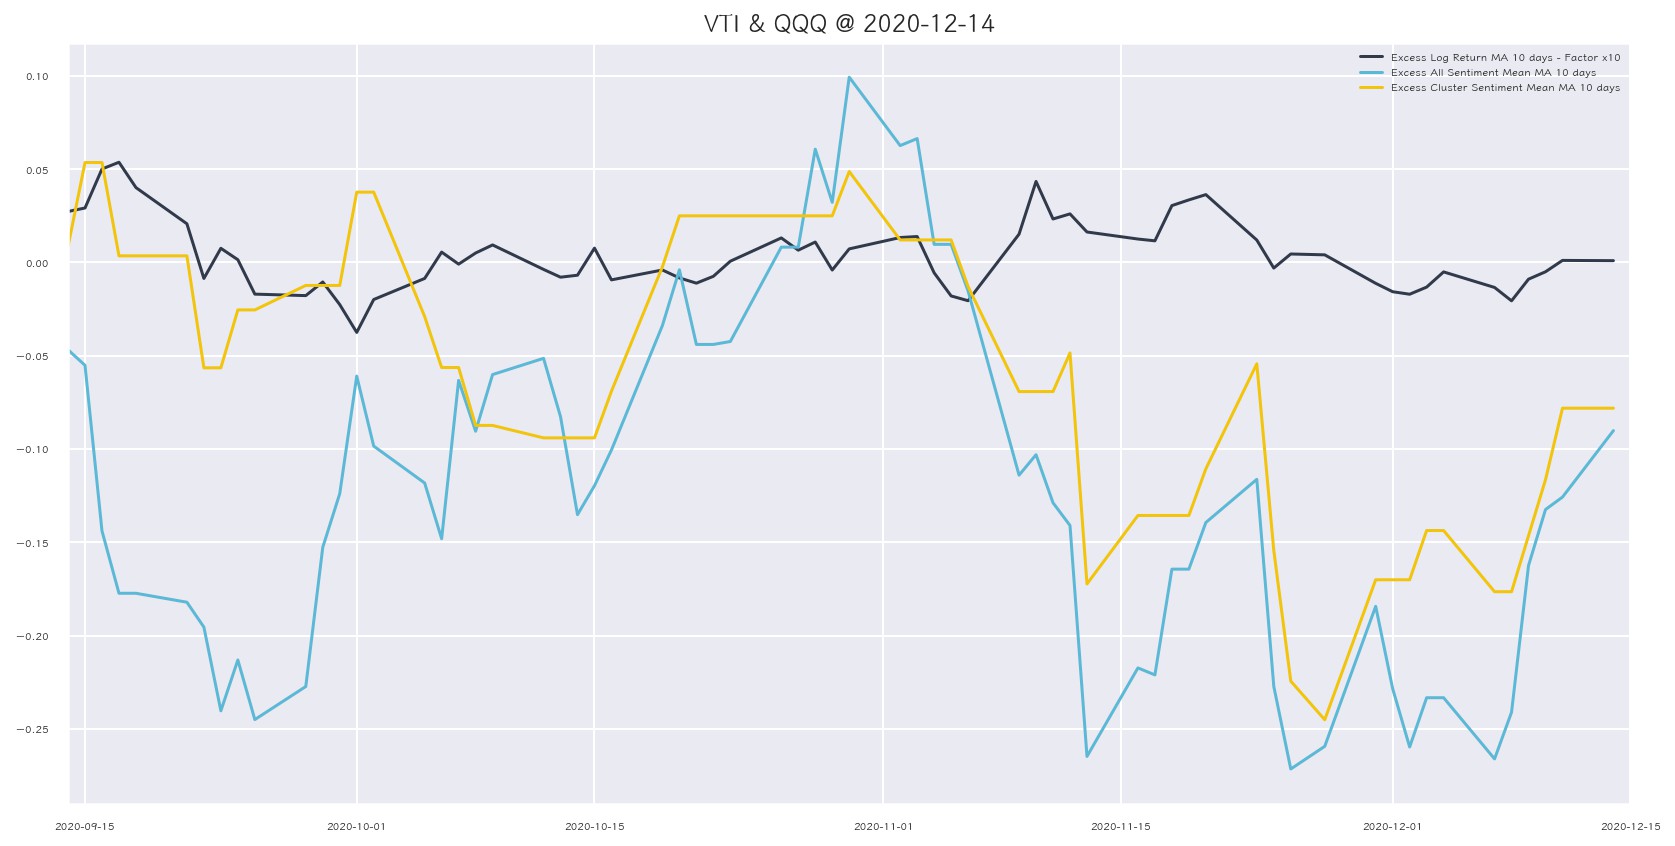 VTI & QQQ @ 2020-12-14
Excess Log Return MA 10 days - Factor x10
Excess All Sentiment Mean MA 10 days
Excess Cluster Sentiment Mean MA 10 days
0.10
0.05
0.00
−0.05
−0.10
−0.15
−0.20
−0.25
2020-09-15 2020-10-01 2020-10-15 2020-11-01 2020-11-15 2020-12-01 2020-12-15